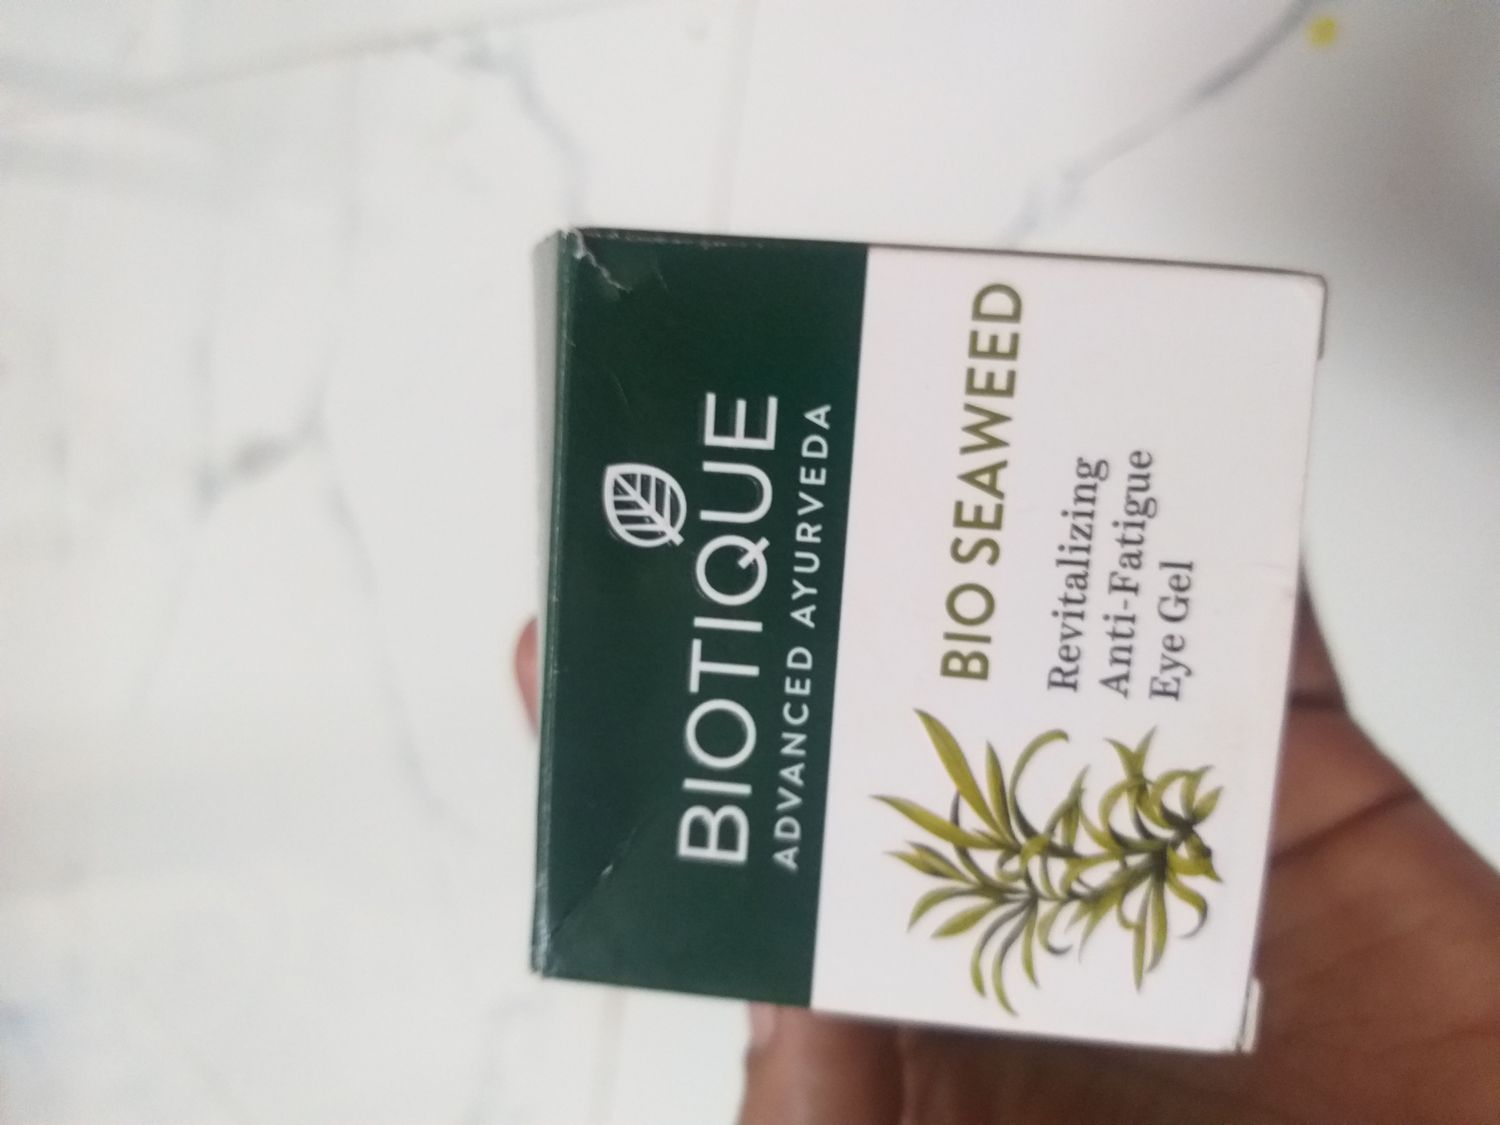 BIOTIQUE
ADVANCED AYURVEDA
BIO SEAWEED
Revitalizing
Anti-Fatigue
Eye Gel